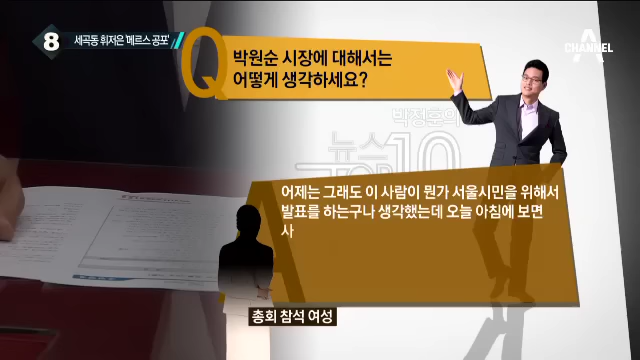 8 세곡동 휘저은 '메르스 공포'
CHANNEL A
Q
박원순 시장에 대해서는
어떻게 생각하세요?
박정훈의
뉴스
TOP 10
A
어제는 그래도 이 사람이 뭔가 서울시민을 위해서
발표를 하는구나 생각했는데 오늘 아침에 보면
사
총회 참석 여성